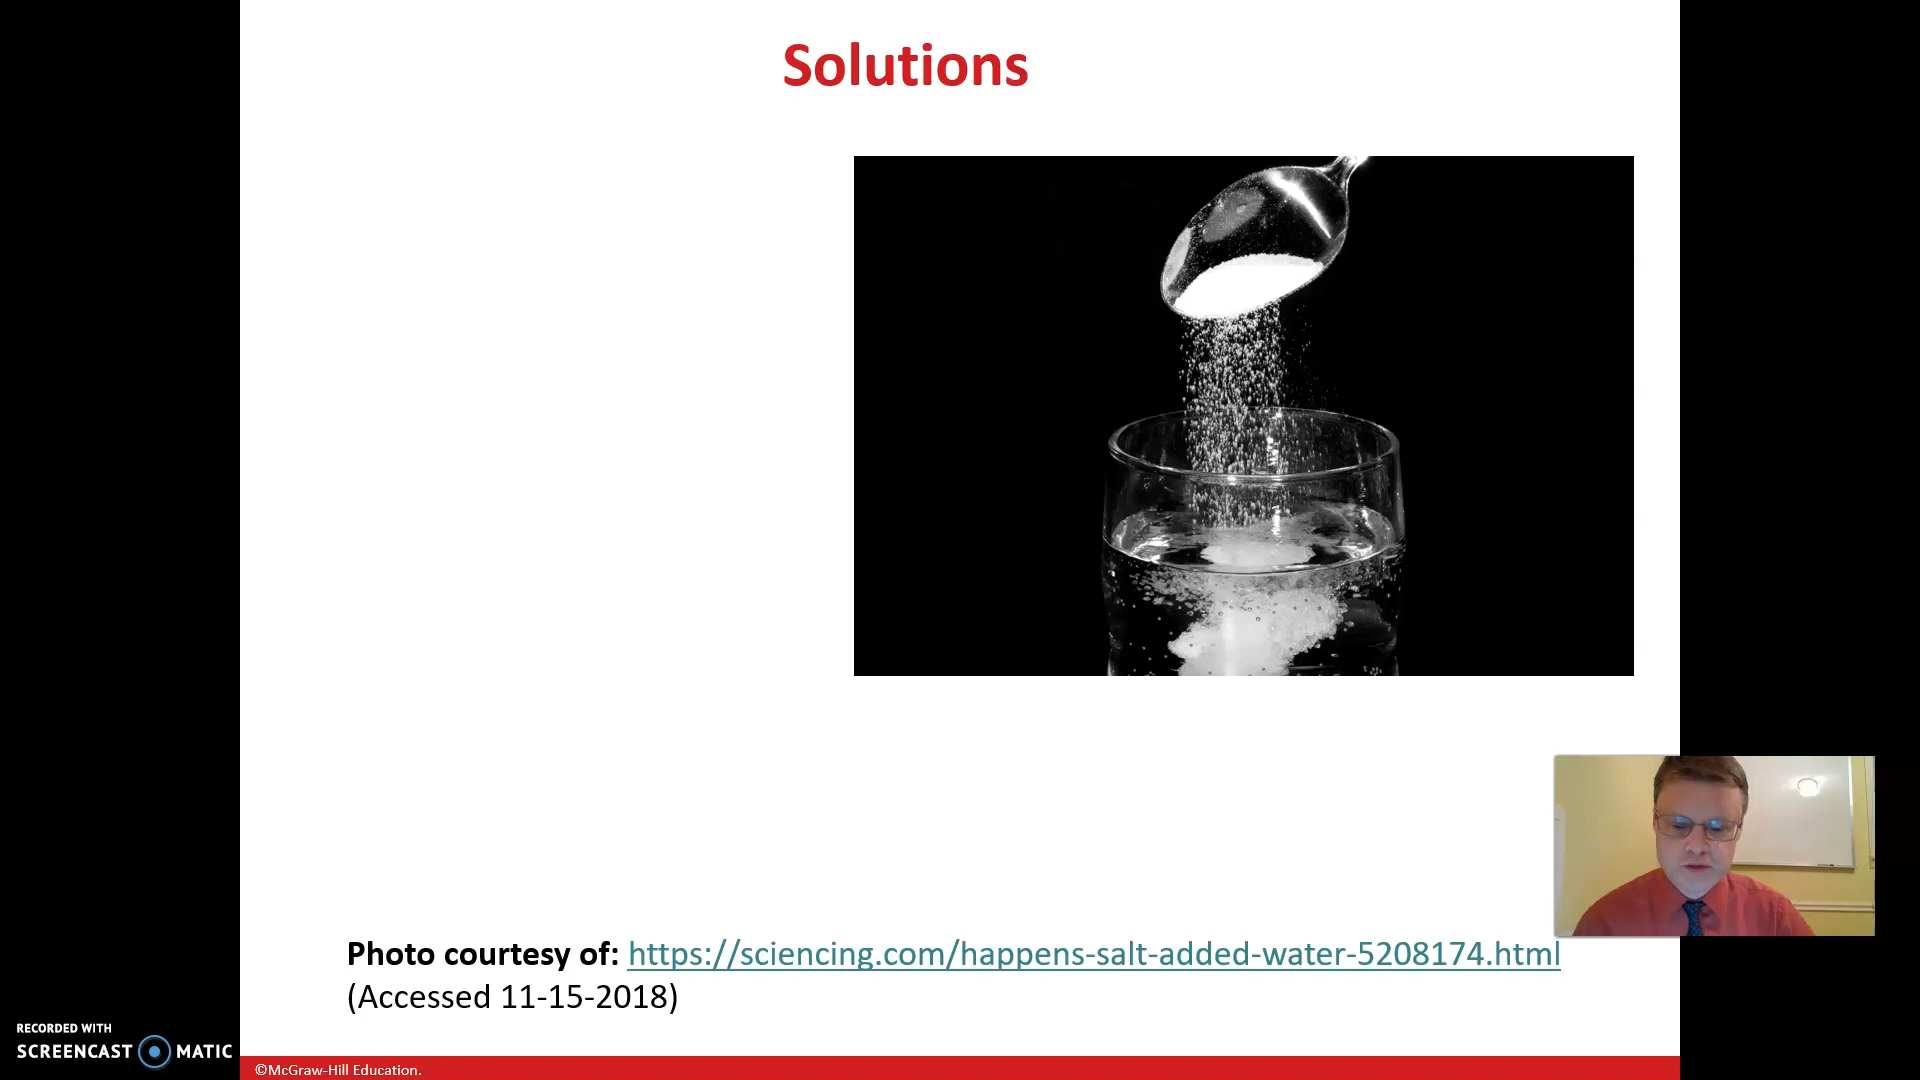 Solutions
Photo courtesy of: https://sciencing.com/happens-salt-added-water-5208174.html
(Accessed 11-15-2018)
RECORDED WITH
SCREENCAST MATIC
©McGraw-Hill Education.